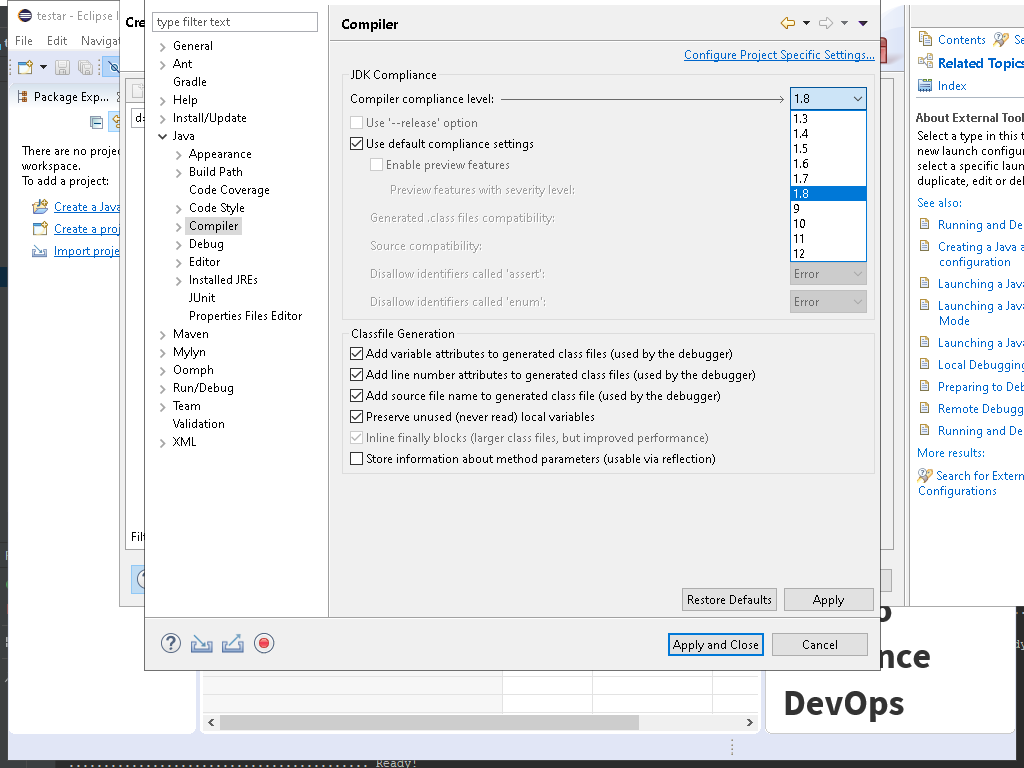 testar - Eclipse I
File Edit Navigat
Package Exp...
There are no projec
workspace.
To add a project:
Create a Java
Create a proj
Import proje
Cre
type filter text
General
Ant
Gradle
Help
Install/Update
Java
Appearance
Build Path
Code Coverage
Code Style
Compiler
Debug
Editor
Installed JREs
JUnit
Properties Files Editor
Maven
Mylyn
Oomph
Run/Debug
Team
Validation
XML
Compiler
Configure Project Specific Settings...
JDK Compliance
Compiler compliance level:
1.8
1.3
1.4
1.5
1.6
1.7
1.8
9
10
11
12
Use '--release' option
Use default compliance settings
Enable preview features
Preview features with severity level:
Generated .class files compatibility:
Source compatibility:
Disallow identifiers called 'assert':
Error
Disallow identifiers called 'enum':
Error
Classfile Generation
Add variable attributes to generated class files (used by the debugger)
Add line number attributes to generated class files (used by the debugger)
Add source file name to generated class file (used by the debugger)
Preserve unused (never read) local variables
Inline finally blocks (larger class files, but improved performance)
Store information about method parameters (usable via reflection)
Restore Defaults Apply
Apply and Close Cancel
Contents Se
Related Topics
Index
About External Tool
Select a type in this t
new launch configur
select a specific laun
duplicate, edit or del
See also:
Running and De
Creating a Java a
configuration
Launching a Java
Launching a Java
Mode
Launching a Java
Local Debugging
Preparing to Deb
Remote Debugg
Running and De
More results:
Search for Extern
Configurations
Filt
nce
DevOps
Ready!